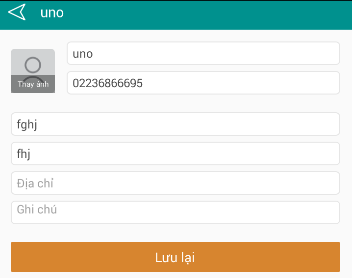 uno
uno
Thay ảnh
02236866695
fghj
fhj
Địa chỉ
Ghi chú
Lưu lại